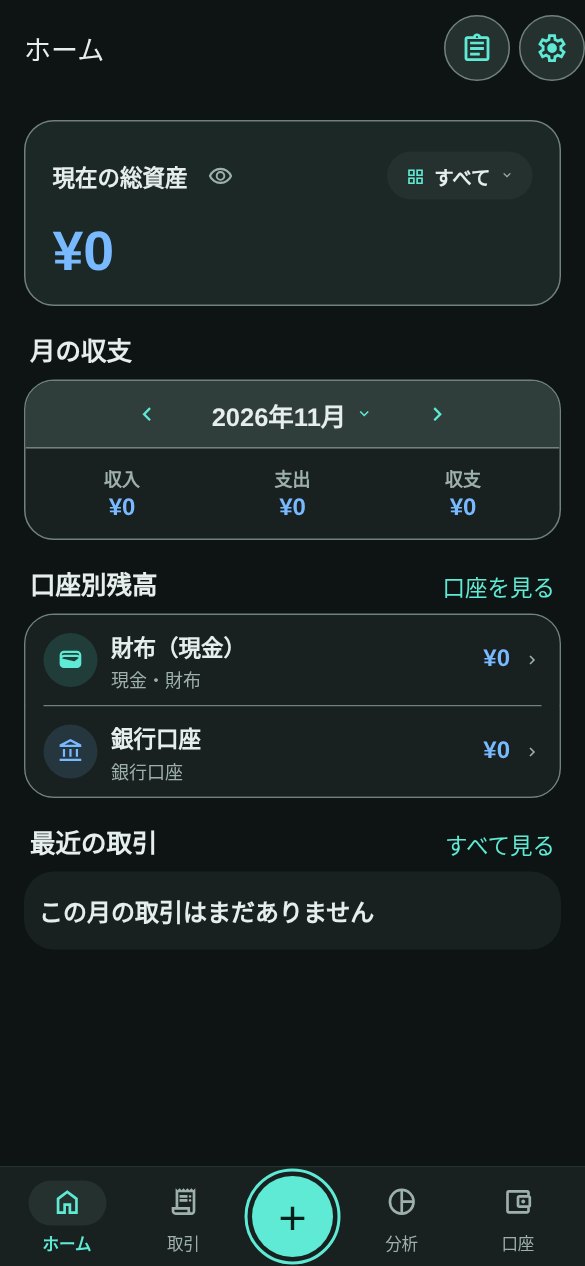 ホーム
現在の総資産
すべて
¥0
月の収支
2026年11月
収入 支出 収支
¥0 ¥0 ¥0
口座別残高 口座を見る
財布（現金）
現金・財布
¥0
銀行口座
銀行口座
¥0
最近の取引 すべて見る
この月の取引はまだありません
ホーム 取引 分析 口座